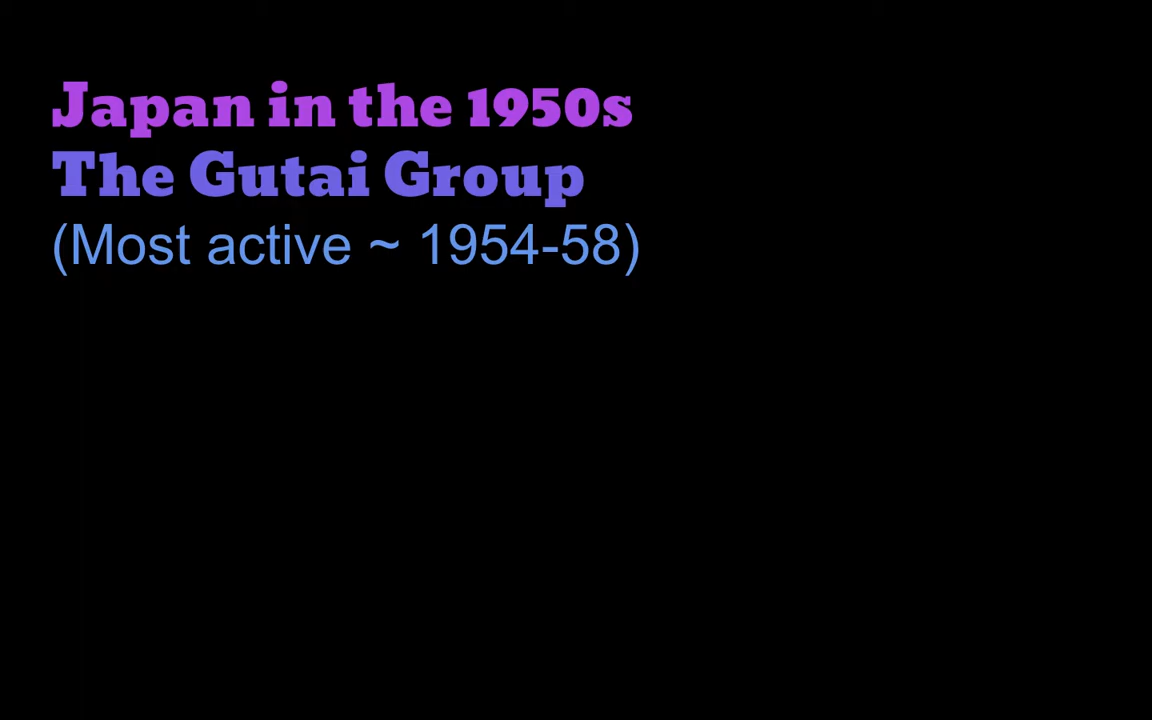 Japan in the 1950s
The Gutai Group
(Most active ~ 1954-58)